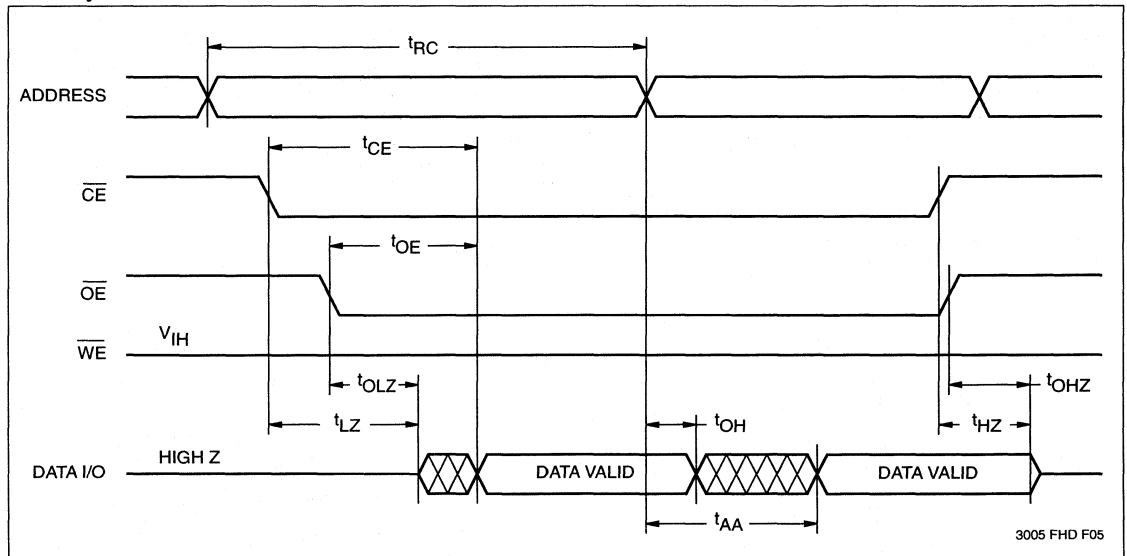 tRC
ADDRESS
tCE
CE
tOE
OE
VIH
WE
tOLZ
tOHZ
tLZ
tOH
tHZ
HIGH Z
DATA I/O
DATA VALID
DATA VALID
tAA
3005 FHD F05